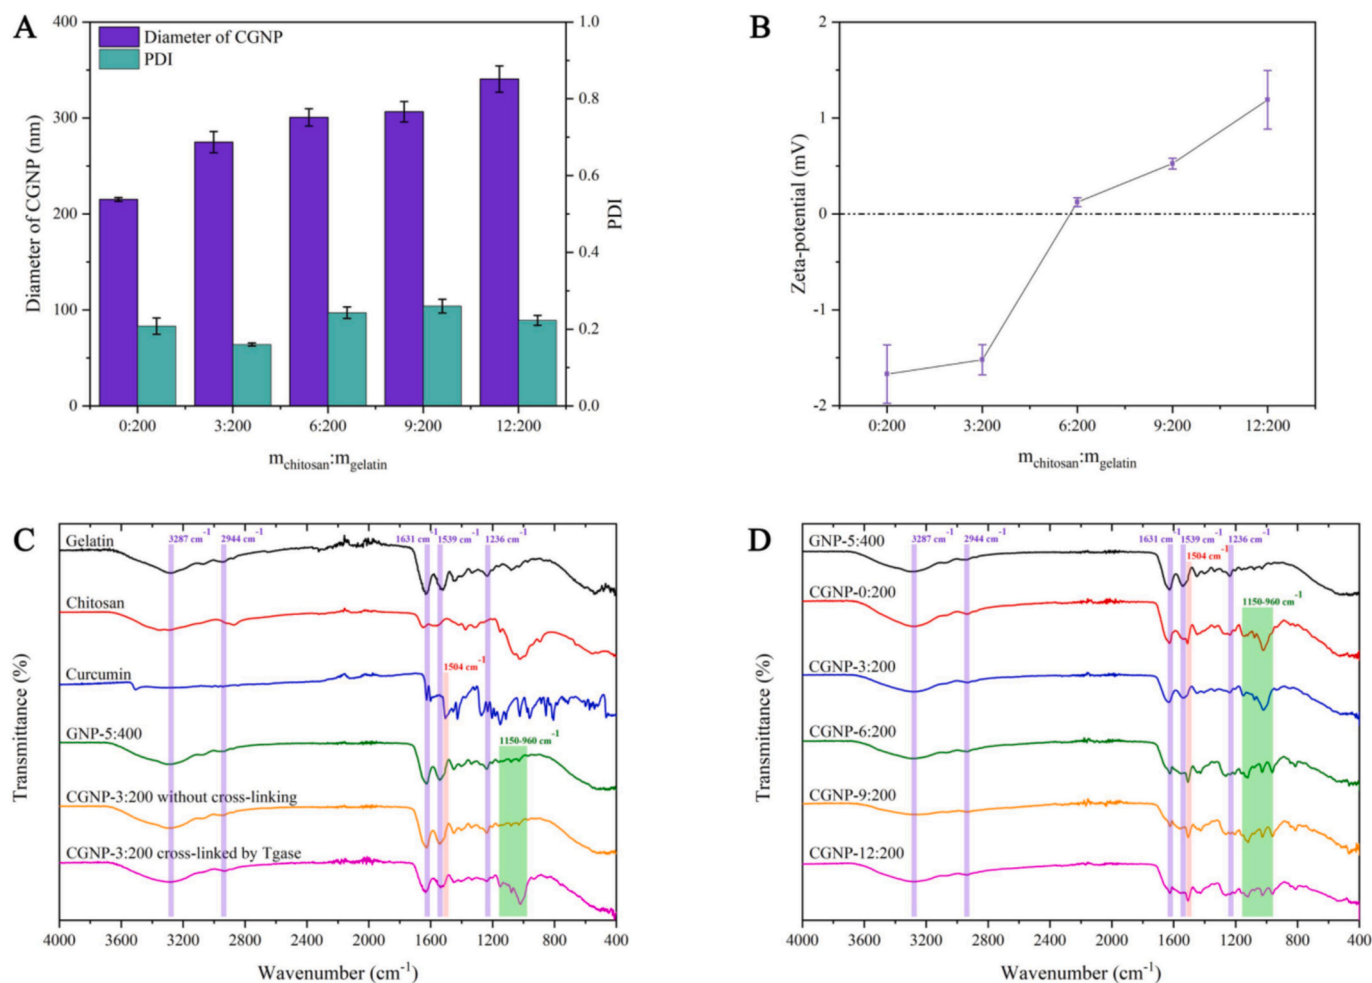 A
Diameter of CGNP
PDI
400
300
200
100
0
Diameter of CGNP (nm)
1.0
0.8
0.6
0.4
0.2
0.0
PDI
0:200 3:200 6:200 9:200 12:200
m_chitosan:m_gelatin
B
2
1
0
-1
-2
Zeta-potential (mV)
0:200 3:200 6:200 9:200 12:200
m_chitosan:m_gelatin
C
3287 cm⁻¹ 2944 cm⁻¹ 1631 cm⁻¹ 1539 cm⁻¹ 1236 cm⁻¹
Gelatin
Chitosan
1504 cm⁻¹
Curcumin
GNP-5:400
1150-960 cm⁻¹
CGNP-3:200 without cross-linking
CGNP-3:200 cross-linked by Tgase
Transmittance (%)
4000 3600 3200 2800 2400 2000 1600 1200 800 400
Wavenumber (cm⁻¹)
D
3287 cm⁻¹ 2944 cm⁻¹ 1631 cm⁻¹ 1539 cm⁻¹ 1236 cm⁻¹
GNP-5:400
1504 cm⁻¹
CGNP-0:200
1150-960 cm⁻¹
CGNP-3:200
CGNP-6:200
CGNP-9:200
CGNP-12:200
Transmittance (%)
4000 3600 3200 2800 2400 2000 1600 1200 800 400
Wavenumber (cm⁻¹)